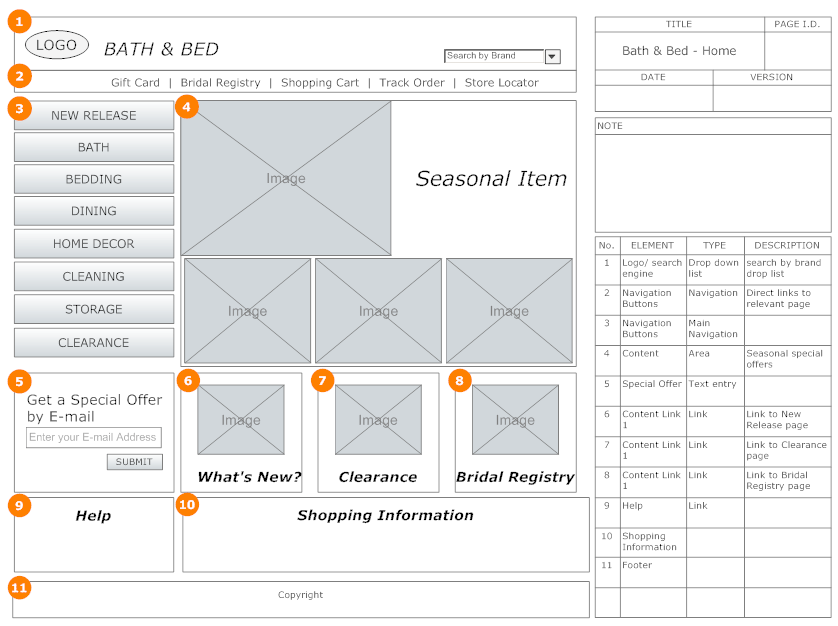 1
LOGO
BATH & BED
Search by Brand
2
Gift Card | Bridal Registry | Shopping Cart | Track Order | Store Locator
3
NEW RELEASE
BATH
BEDDING
DINING
HOME DECOR
CLEANING
STORAGE
CLEARANCE
4
Image
Seasonal Item
Image
Image
Image
5
Get a Special Offer
by E-mail
Enter your E-mail Address
SUBMIT
6
Image
What's New?
7
Image
Clearance
8
Image
Bridal Registry
9
Help
10
Shopping Information
11
Copyright
TITLE PAGE I.D.
Bath & Bed - Home
DATE VERSION
NOTE
No. ELEMENT TYPE DESCRIPTION
1 Logo/ search Drop down search by brand
engine list drop list
2 Navigation Navigation Direct links to
Buttons relevant page
3 Navigation Main
Buttons Navigation
4 Content Area Seasonal special
offers
5 Special Offer Text entry
6 Content Link Link Link to New
1 Release page
7 Content Link Link Link to Clearance
1 page
8 Content Link Link Link to Bridal
1 Registry page
9 Help Link
10 Shopping
Information
11 Footer